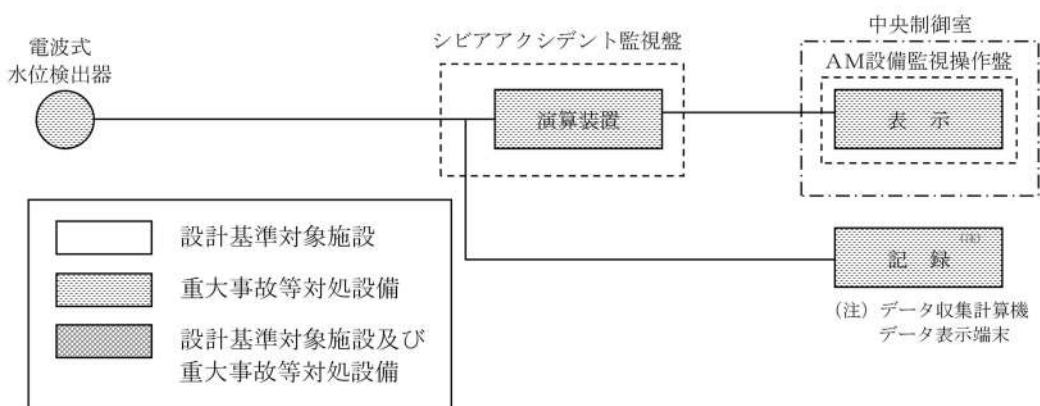 電波式
水位検出器
シビアアクシデント監視盤
演算装置
中央制御室
AM設備監視操作盤
表 示
記 録
(注)
(注) データ収集計算機
データ表示端末
設計基準対象施設
重大事故等対処設備
設計基準対象施設及び
重大事故等対処設備